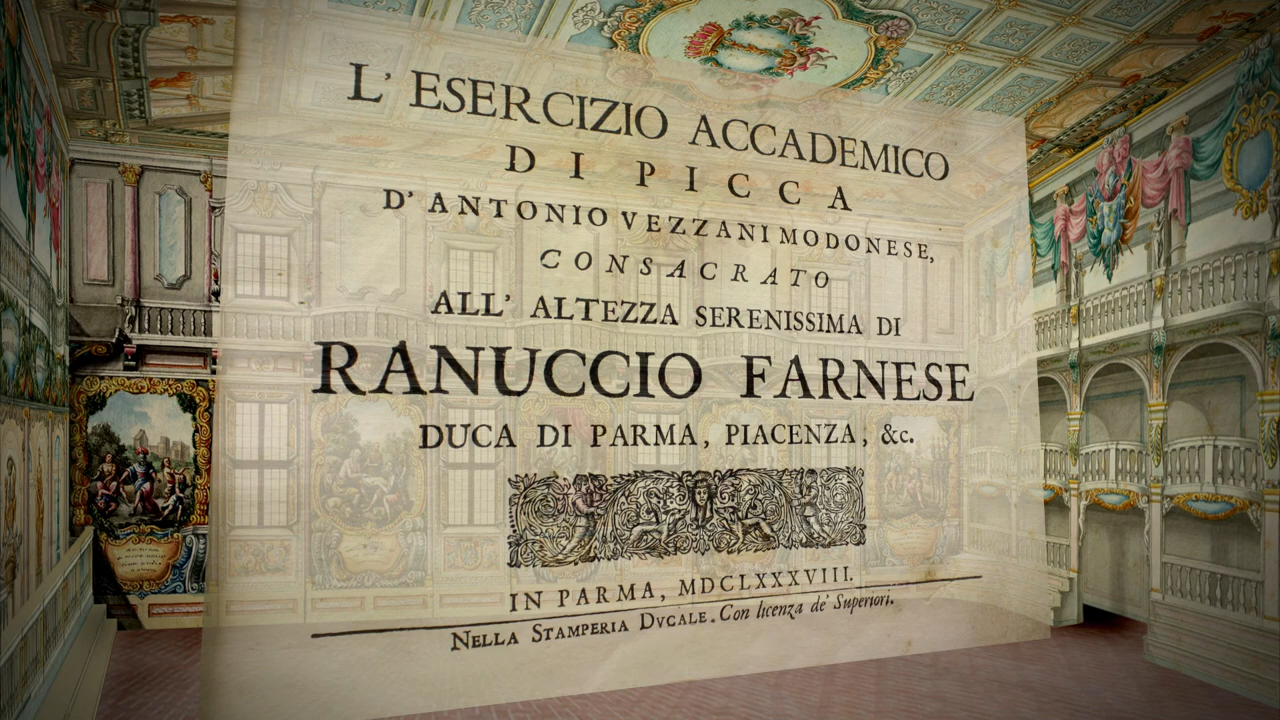 L' ESERCIZIO ACCADEMICO
DI PICCA
D' ANTONIO VEZZANI MODONESE,
CONSACRATO
ALL' ALTEZZA SERENISSIMA DI
RANUCCIO FARNESE
DUCA DI PARMA, PIACENZA, &c.
IN PARMA, MDCLXXXVIII.
NELLA STAMPERIA DVCALE. Con licenza de' Superiori.